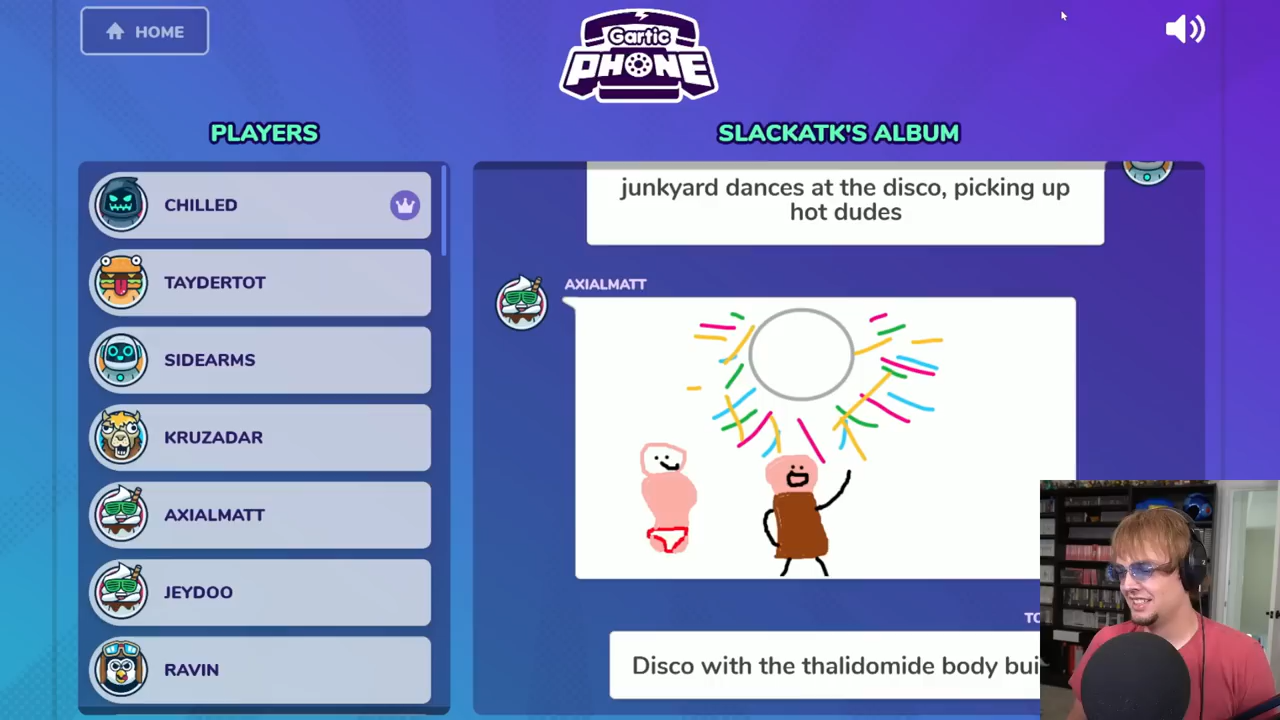 HOME
Gartic
PHONE
PLAYERS
SLACKATK'S ALBUM
CHILLED
TAYDERTOT
SIDEARMS
KRUZADAR
AXIALMATT
JEYDOO
RAVIN
junkyard dances at the disco, picking up
hot dudes
AXIALMATT
Disco with the thalidomide body